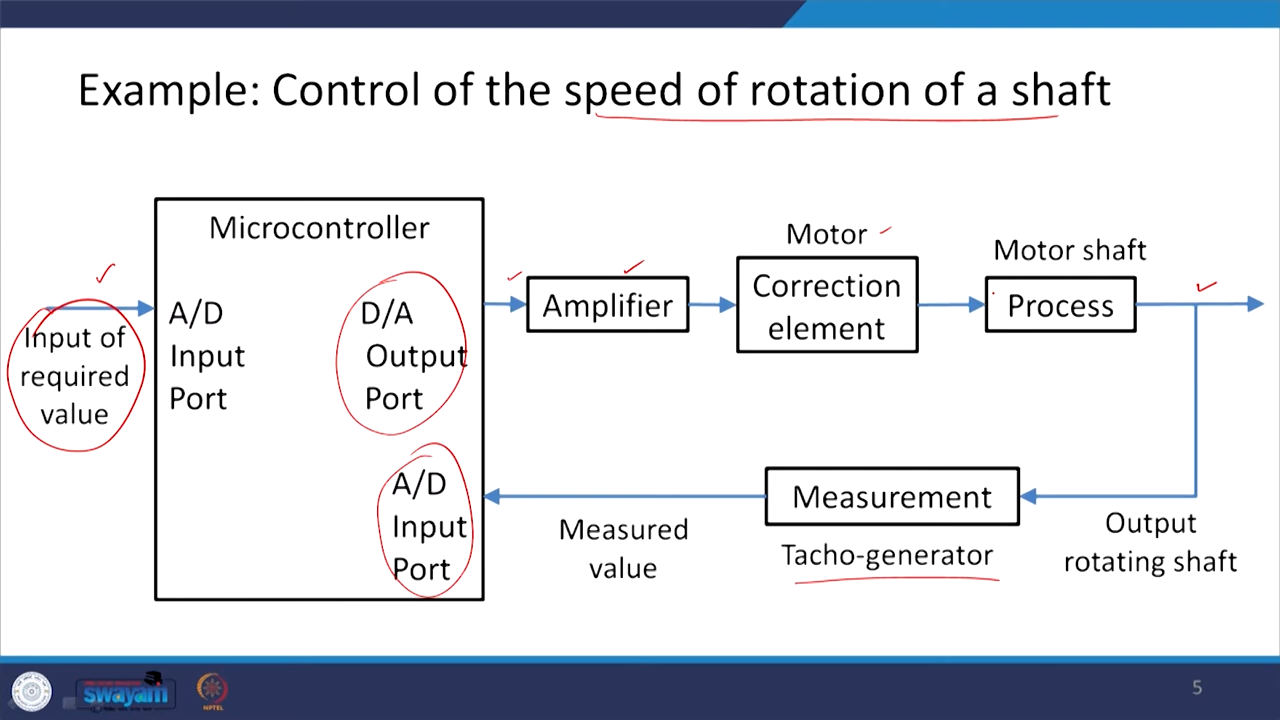 Example: Control of the speed of rotation of a shaft
Microcontroller
Input of
required
value
A/D
Input
Port
D/A
Output
Port
A/D
Input
Port
Amplifier
Motor
Correction
element
Motor shaft
Process
Measurement
Tacho-generator
Measured
value
Output
rotating shaft
swayam
NPTEL
5